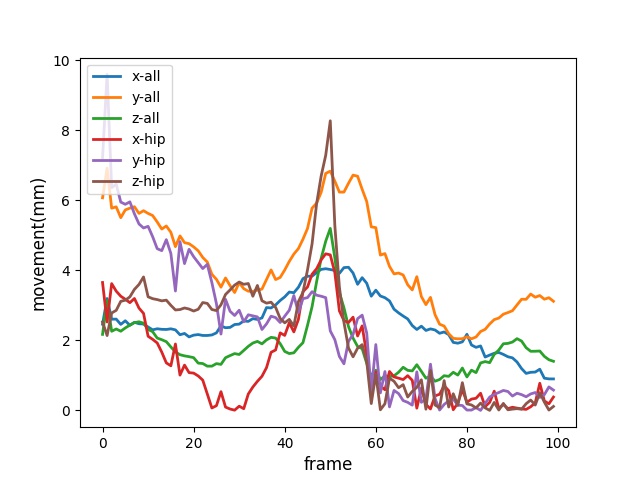 10
8
6
4
2
0
movement(mm)
x-all
y-all
z-all
x-hip
y-hip
z-hip
0 20 40 60 80 100
frame